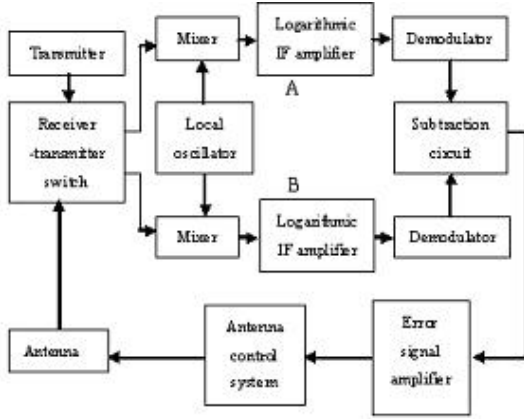 Transmitter
Receiver
-transmitter
switch
Mixer
Logarithmic
IF amplifier
Demodulator
A
Local
oscillator
Subtraction
circuit
B
Mixer
Logarithmic
IF amplifier
Demodulator
Antenna
Antenna
control
system
Error
signal
amplifier